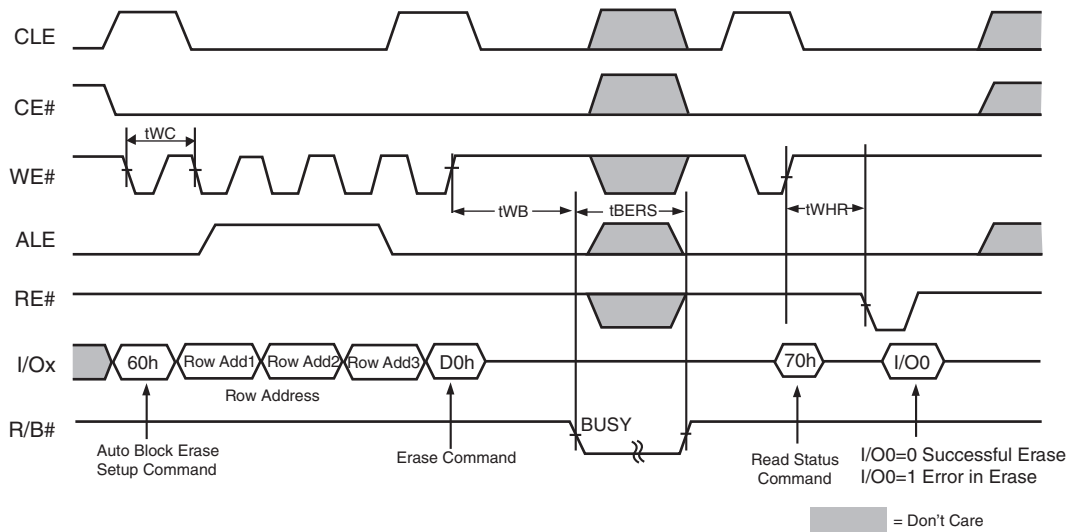 CLE
CE#
tWC
WE#
tWB
tBERS
tWHR
ALE
RE#
I/Ox
60h
Row Add1
Row Add2
Row Add3
D0h
70h
I/O0
Row Address
R/B#
BUSY
Auto Block Erase
Setup Command
Erase Command
Read Status
Command
I/O0=0 Successful Erase
I/O0=1 Error in Erase
= Don't Care